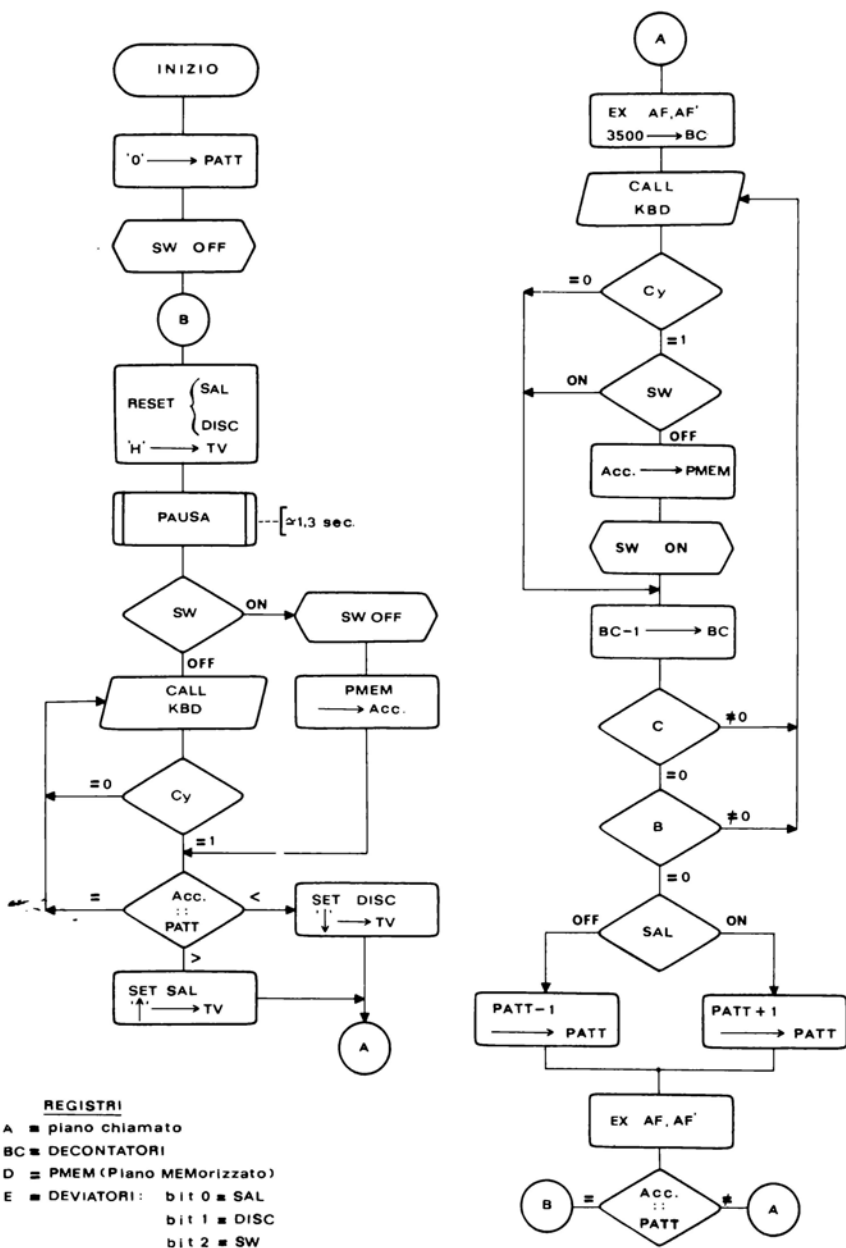 INIZIO
'0' → PATT
SW OFF
B
RESET { SAL
DISC
'H' → TV
PAUSA
≃1,3 sec.
SW
ON
SW OFF
OFF
CALL
KBD
PMEM
→ Acc.
=0
Cy
=1
=
Acc.
::
PATT
<
SET DISC
'↓' → TV
>
SET SAL
'↑' → TV
A
REGISTRI
A = piano chiamato
BC = DECONTATORI
D = PMEM (Piano MEMorizzato)
E = DEVIATORI: bit 0 = SAL
bit 1 = DISC
bit 2 = SW
A
EX AF,AF'
3500 → BC
CALL
KBD
=0
Cy
=1
ON
SW
OFF
Acc. → PMEM
SW ON
BC-1 → BC
C
≠0
=0
B
≠0
=0
OFF
SAL
ON
PATT-1
→ PATT
PATT+1
→ PATT
EX AF,AF'
B
=
Acc.
::
PATT
≠
A